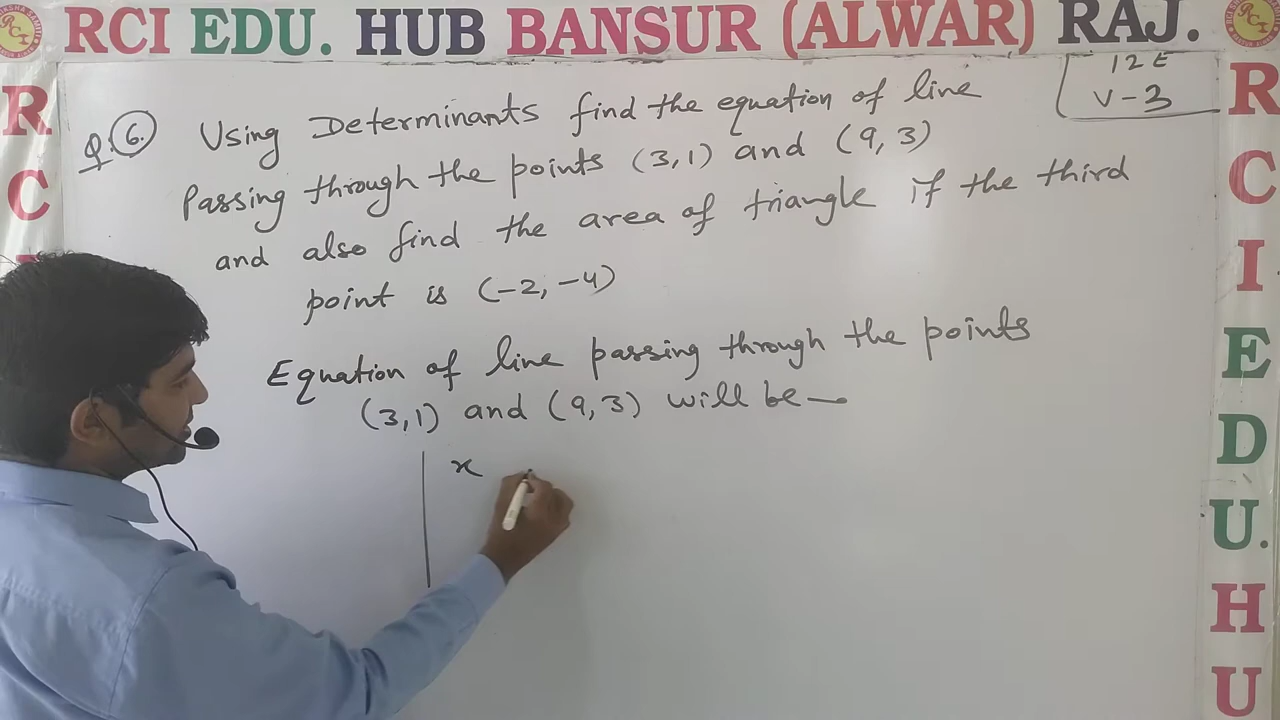 RCI EDU. HUB BANSUR (ALWAR) RAJ.
12 E
V-3
Q. 6. Using Determinants find the equation of line
Passing through the points (3,1) and (9,3)
and also find the area of triangle if the third
point is (-2, -4)
Equation of line passing through the points
(3,1) and (9,3) will be
x
R
C
R
C
I
E
D
U.
H
U